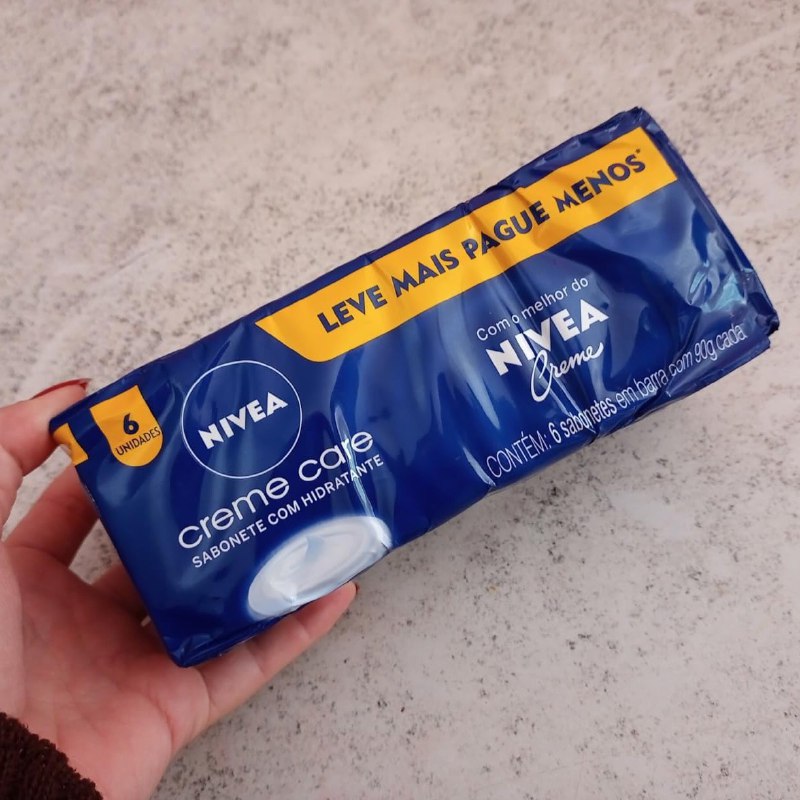 LEVE MAIS PAGUE MENOS*
Com o melhor do
NIVEA
Creme
6
UNIDADES
NIVEA
creme care
SABONETE COM HIDRATANTE
CONTÉM: 6 sabonetes em barra com 90g cada